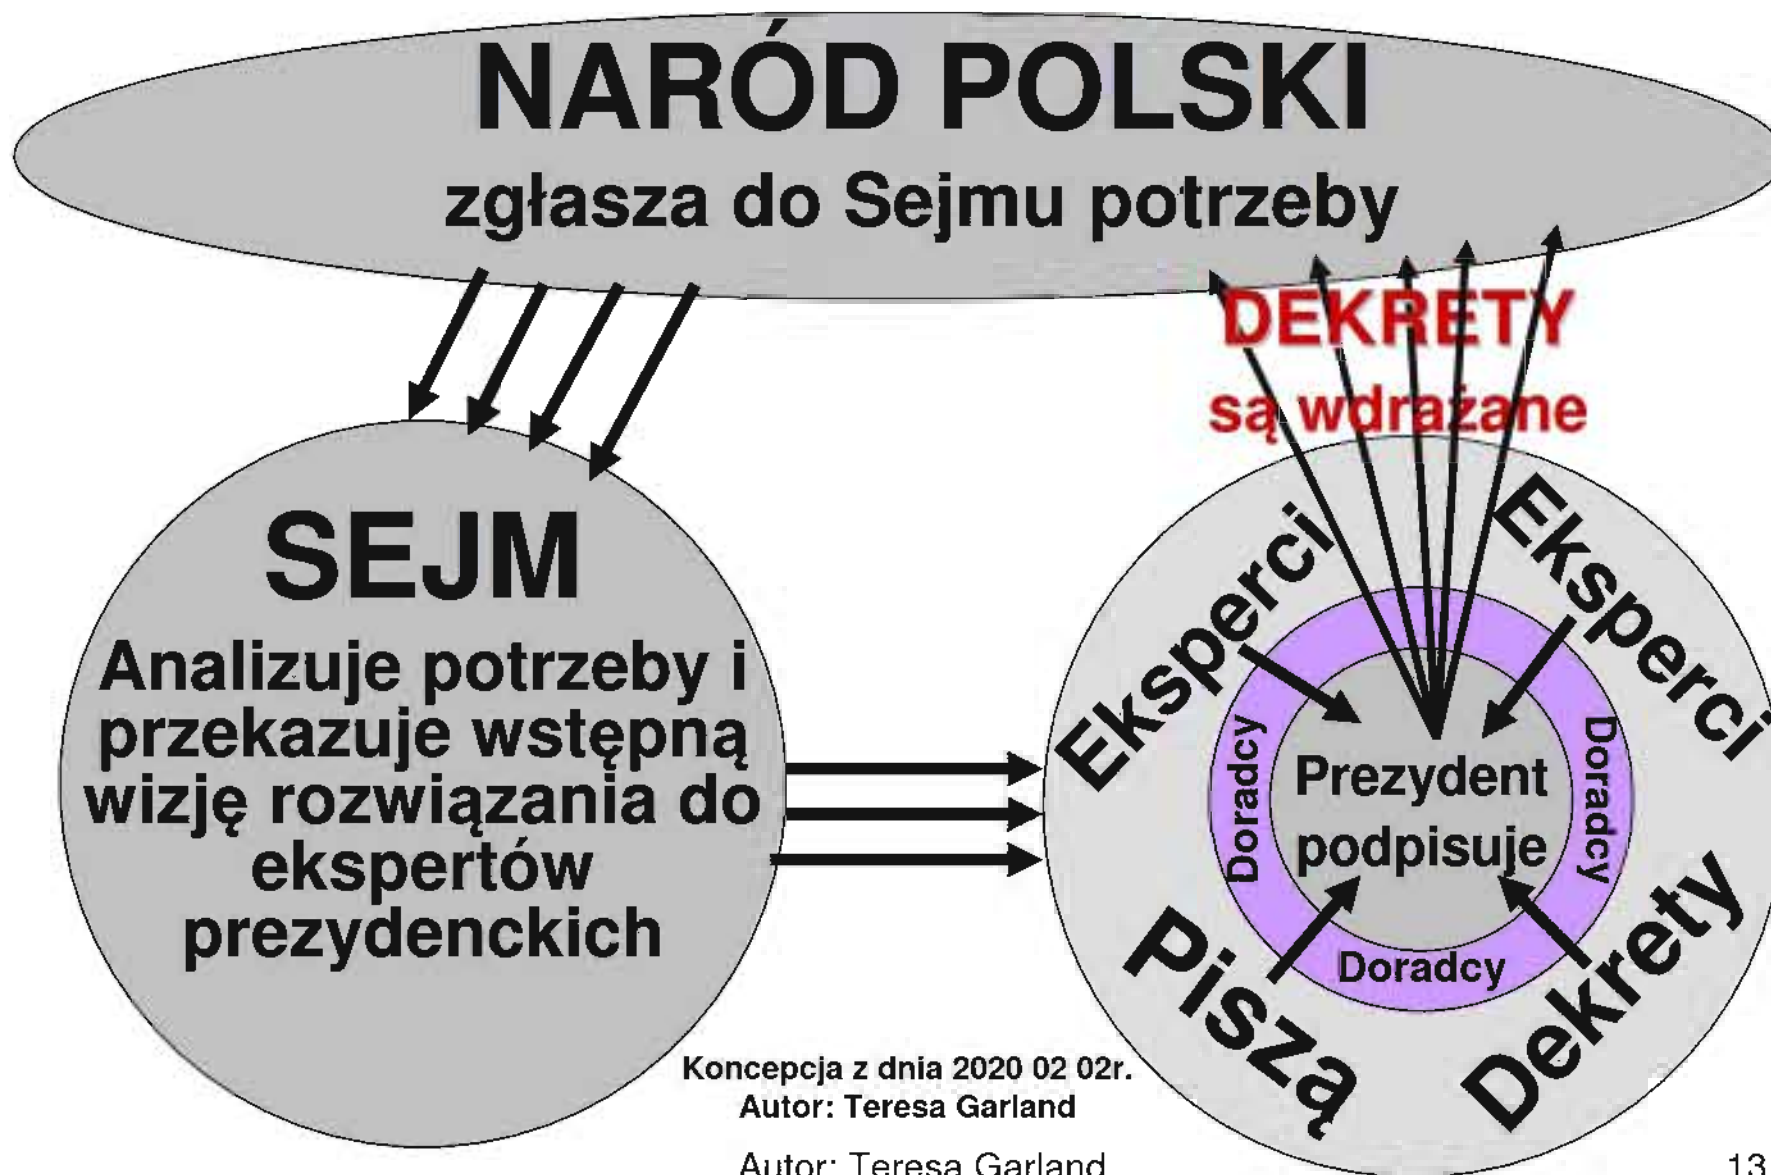 NARÓD POLSKI
zgłasza do Sejmu potrzeby
DEKRETY
są wdrażane
SEJM
Analizuje potrzeby i
przekazuje wstępną
wizję rozwiązania do
ekspertów
prezydenckich
Eksperci
Eksperci
Doradcy
Doradcy
Prezydent
podpisuje
Doradcy
Piszą
Dekrety
Koncepcja z dnia 2020 02 02r.
Autor: Teresa Garland
Autor: Teresa Garland
13